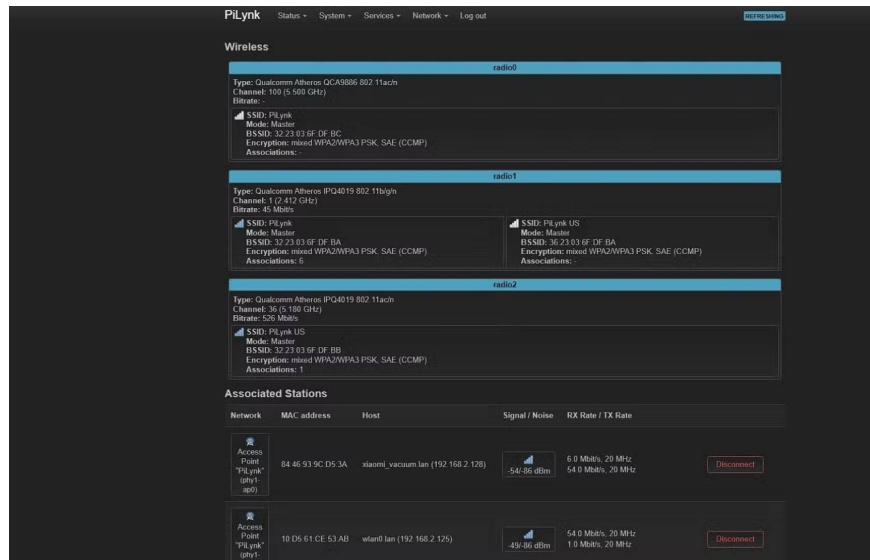 PiLynk Status System Services Network Log out REFRESHING
Wireless
radio0
Type: Qualcomm Atheros QCA9886 802.11ac/n
Channel: 100 (5.500 GHz)
Bitrate: -
SSID: PiLynk
Mode: Master
BSSID: 32:23:03:6F:DF:BC
Encryption: mixed WPA2/WPA3 PSK, SAE (CCMP)
Associations: -
radio1
Type: Qualcomm Atheros IPQ4019 802.11b/g/n
Channel: 1 (2.412 GHz)
Bitrate: 45 Mbit/s
SSID: PiLynk
Mode: Master
BSSID: 32:23:03:6F:DF:BA
Encryption: mixed WPA2/WPA3 PSK, SAE (CCMP)
Associations: 6
SSID: PiLynk US
Mode: Master
BSSID: 36:23:03:6F:DF:BA
Encryption: mixed WPA2/WPA3 PSK, SAE (CCMP)
Associations: -
radio2
Type: Qualcomm Atheros IPQ4019 802.11ac/n
Channel: 36 (5.180 GHz)
Bitrate: 526 Mbit/s
SSID: PiLynk US
Mode: Master
BSSID: 32:23:03:6F:DF:BB
Encryption: mixed WPA2/WPA3 PSK, SAE (CCMP)
Associations: 1
Associated Stations
Network MAC address Host Signal / Noise RX Rate / TX Rate
Access
Point
"PiLynk"
(phy1-
ap0)
84:46:93:9C:D5:3A xiaomi_vacuum.lan (192.168.2.128)
-54/-86 dBm
6.0 Mbit/s, 20 MHz
54.0 Mbit/s, 20 MHz
Disconnect
Access
Point
"PiLynk"
(phy1-
10:D5:61:CE:53:AB wlan0.lan (192.168.2.125)
-49/-86 dBm
54.0 Mbit/s, 20 MHz
1.0 Mbit/s, 20 MHz
Disconnect